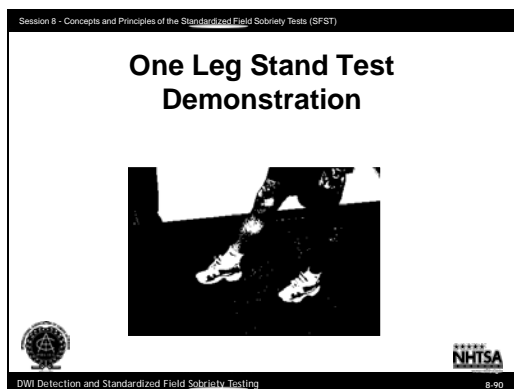 Session 8 - Concepts and Principles of the Standardized Field Sobriety Tests (SFST)
One Leg Stand Test
Demonstration
NHTSA
DWI Detection and Standardized Field Sobriety Testing
8-90